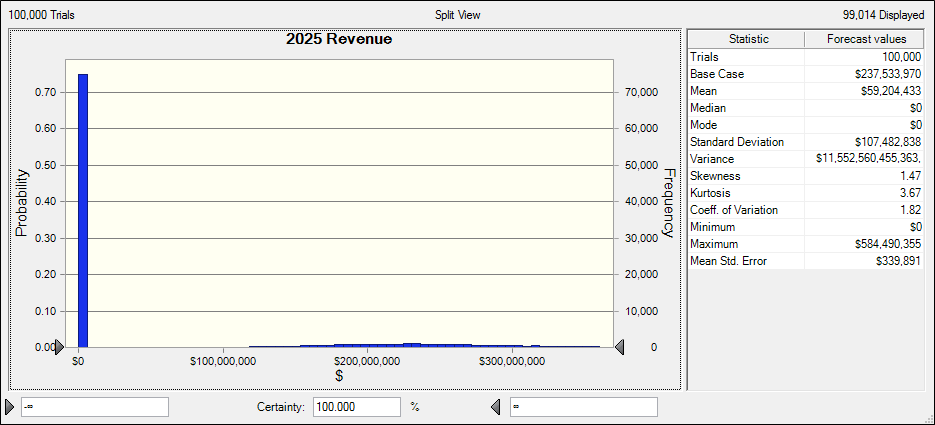 100,000 Trials Split View 99,014 Displayed
2025 Revenue
Probability
0.70
0.60
0.50
0.40
0.30
0.20
0.10
0.00
70,000
60,000
50,000
40,000
30,000
20,000
10,000
0
Frequency
$0 $100,000,000 $200,000,000 $300,000,000
$
Statistic Forecast values
Trials 100,000
Base Case $237,533,970
Mean $59,204,433
Median $0
Mode $0
Standard Deviation $107,482,838
Variance $11,552,560,455,363,
Skewness 1.47
Kurtosis 3.67
Coeff. of Variation 1.82
Minimum $0
Maximum $584,490,355
Mean Std. Error $339,891
-∞ Certainty: 100.000 % ∞